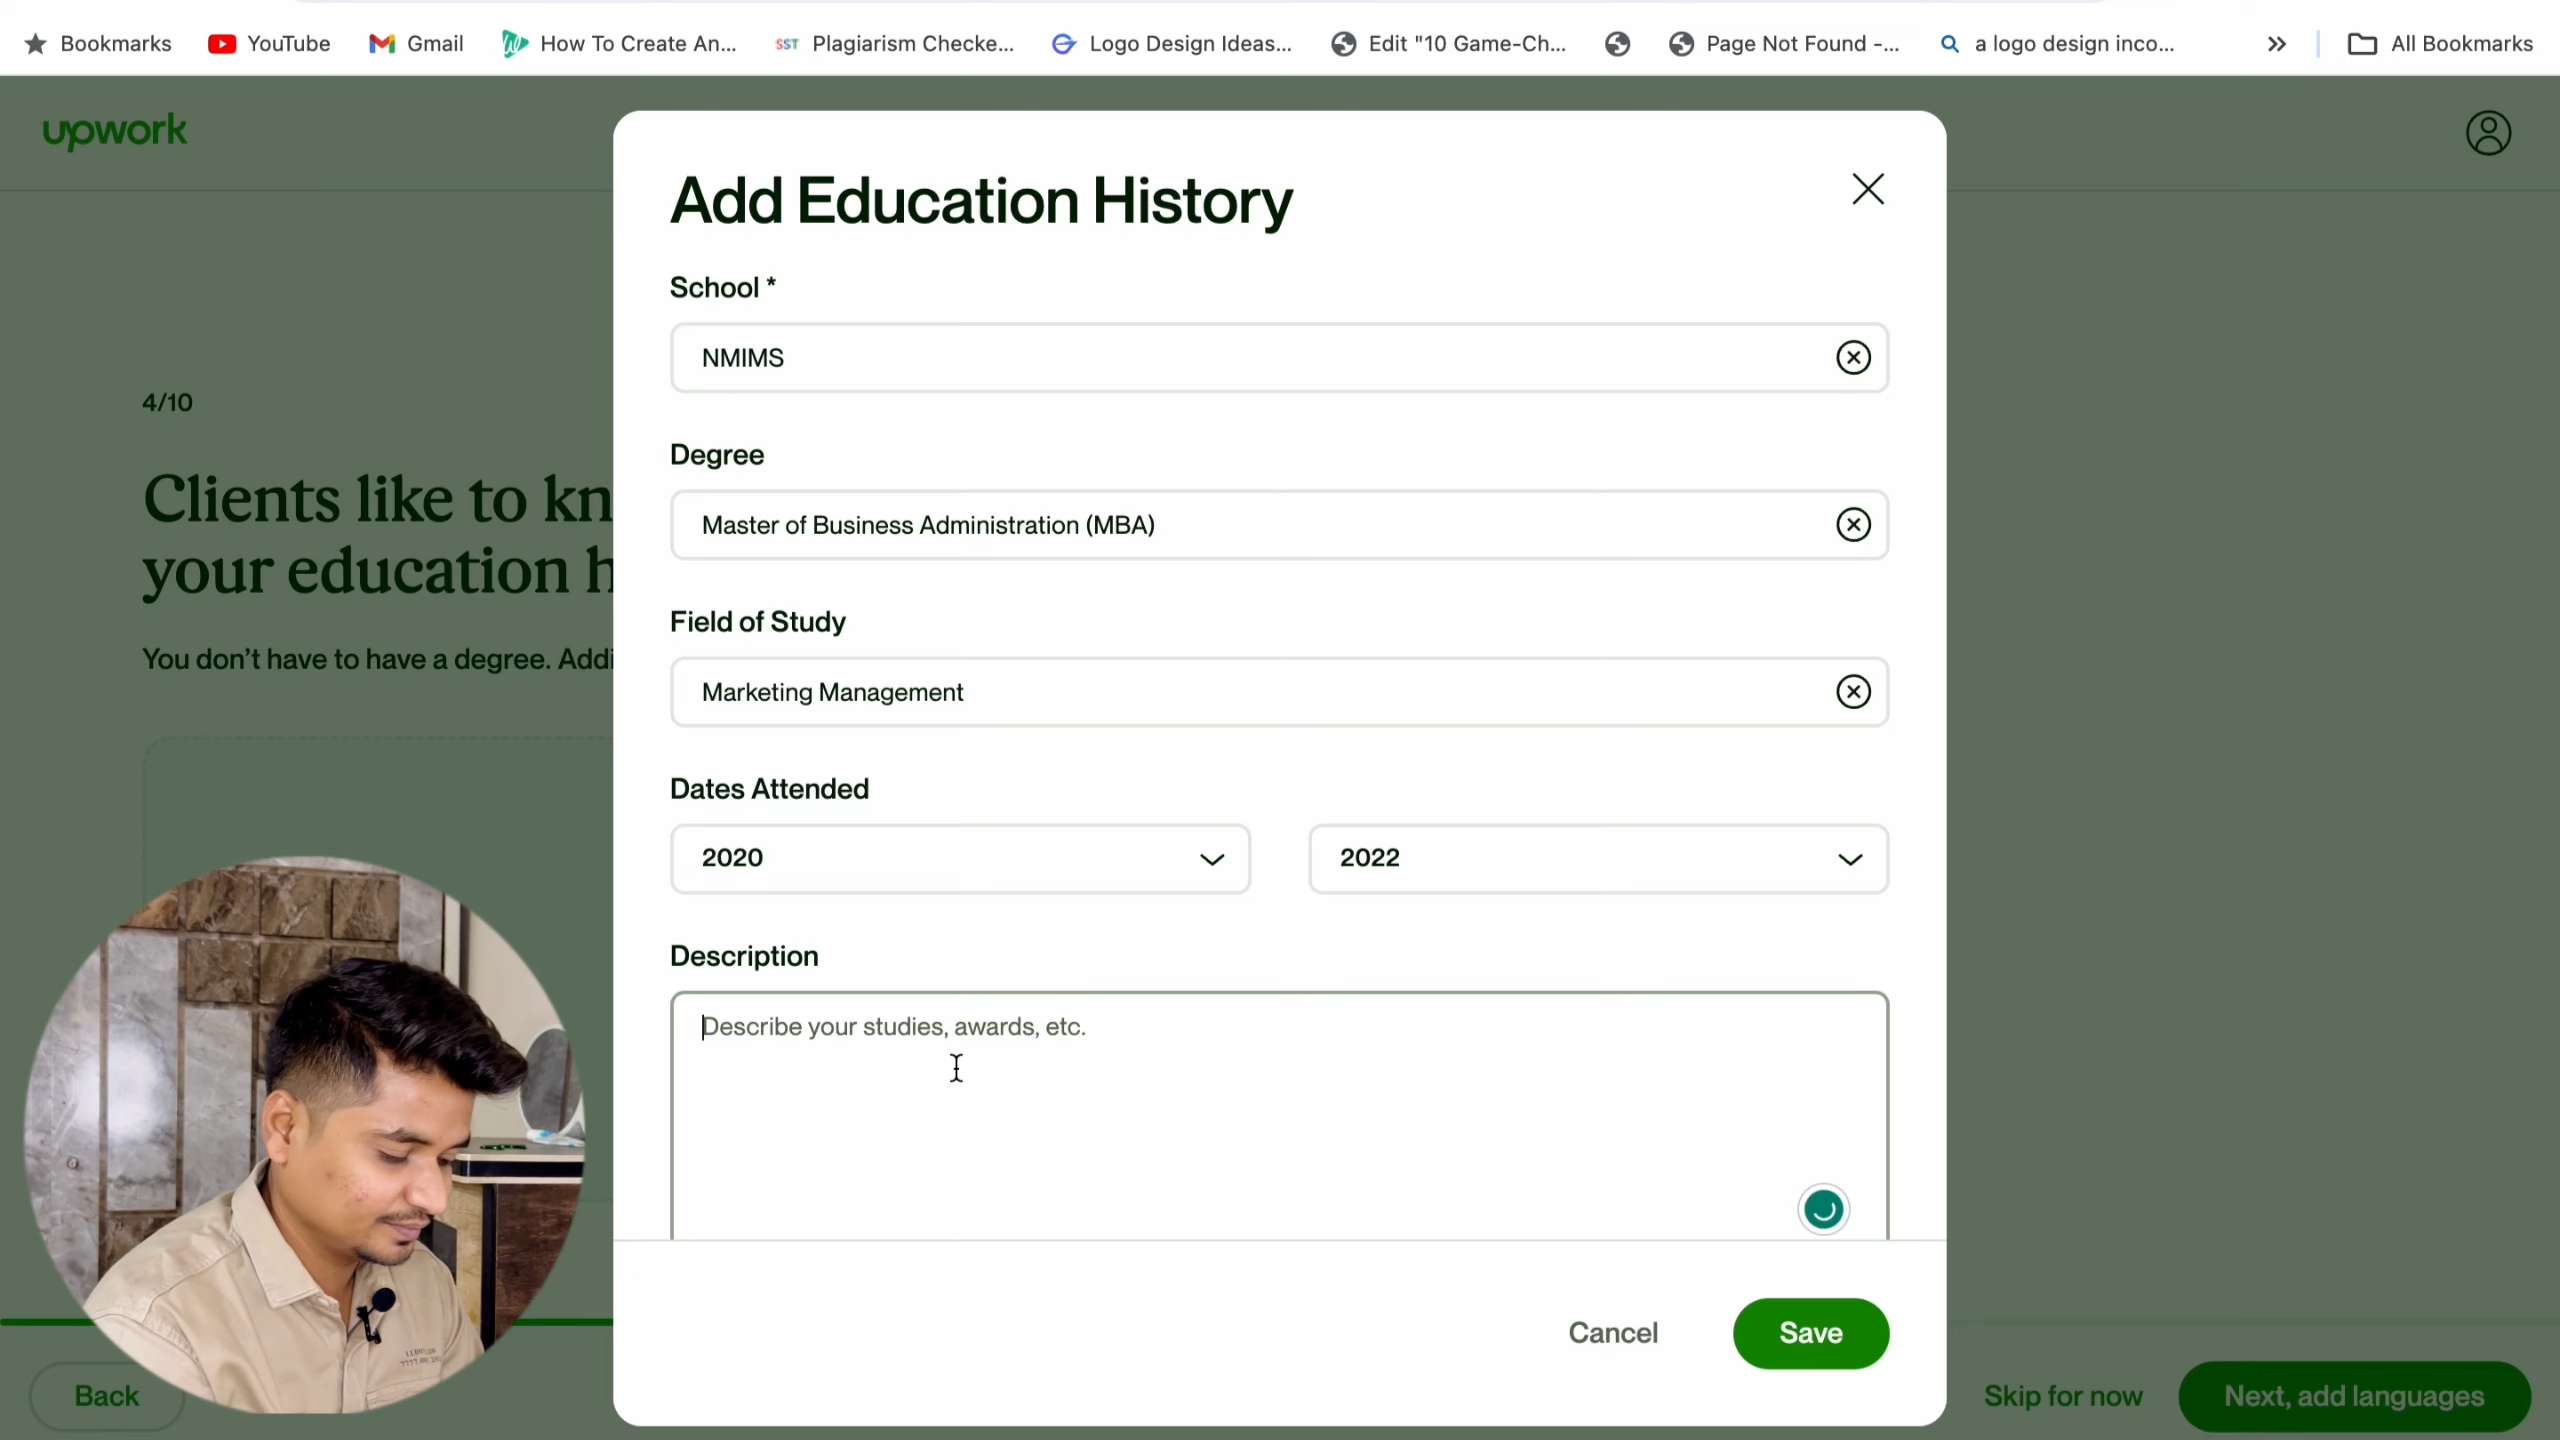 Bookmarks
YouTube
Gmail
How To Create An...
SST Plagiarism Checke...
Logo Design Ideas...
Edit "10 Game-Ch...
Page Not Found -...
a logo design inco...
All Bookmarks
upwork
4/10
Clients like to kn
your education h
You don't have to have a degree. Addi
Add Education History
School *
NMIMS
Degree
Master of Business Administration (MBA)
Field of Study
Marketing Management
Dates Attended
2020
2022
Description
Describe your studies, awards, etc.
Cancel
Save
Back
Skip for now
Next, add languages